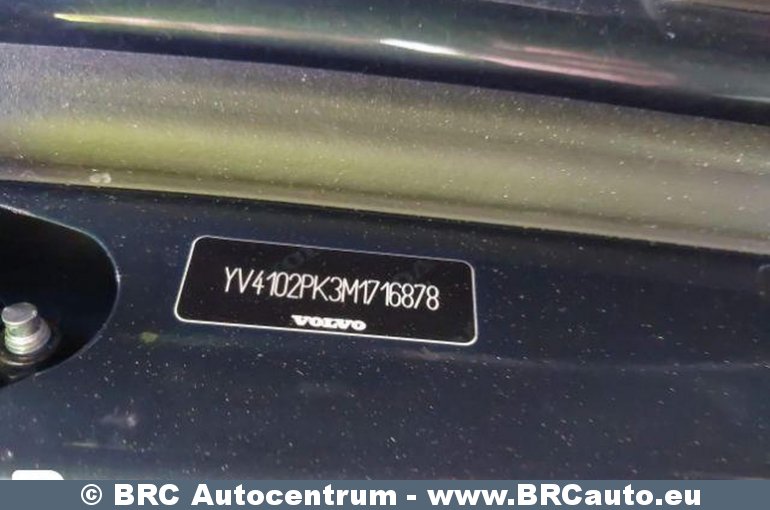 YV4102PK3M1716878
VOLVO
© BRC Autocentrum - www.BRCauto.eu